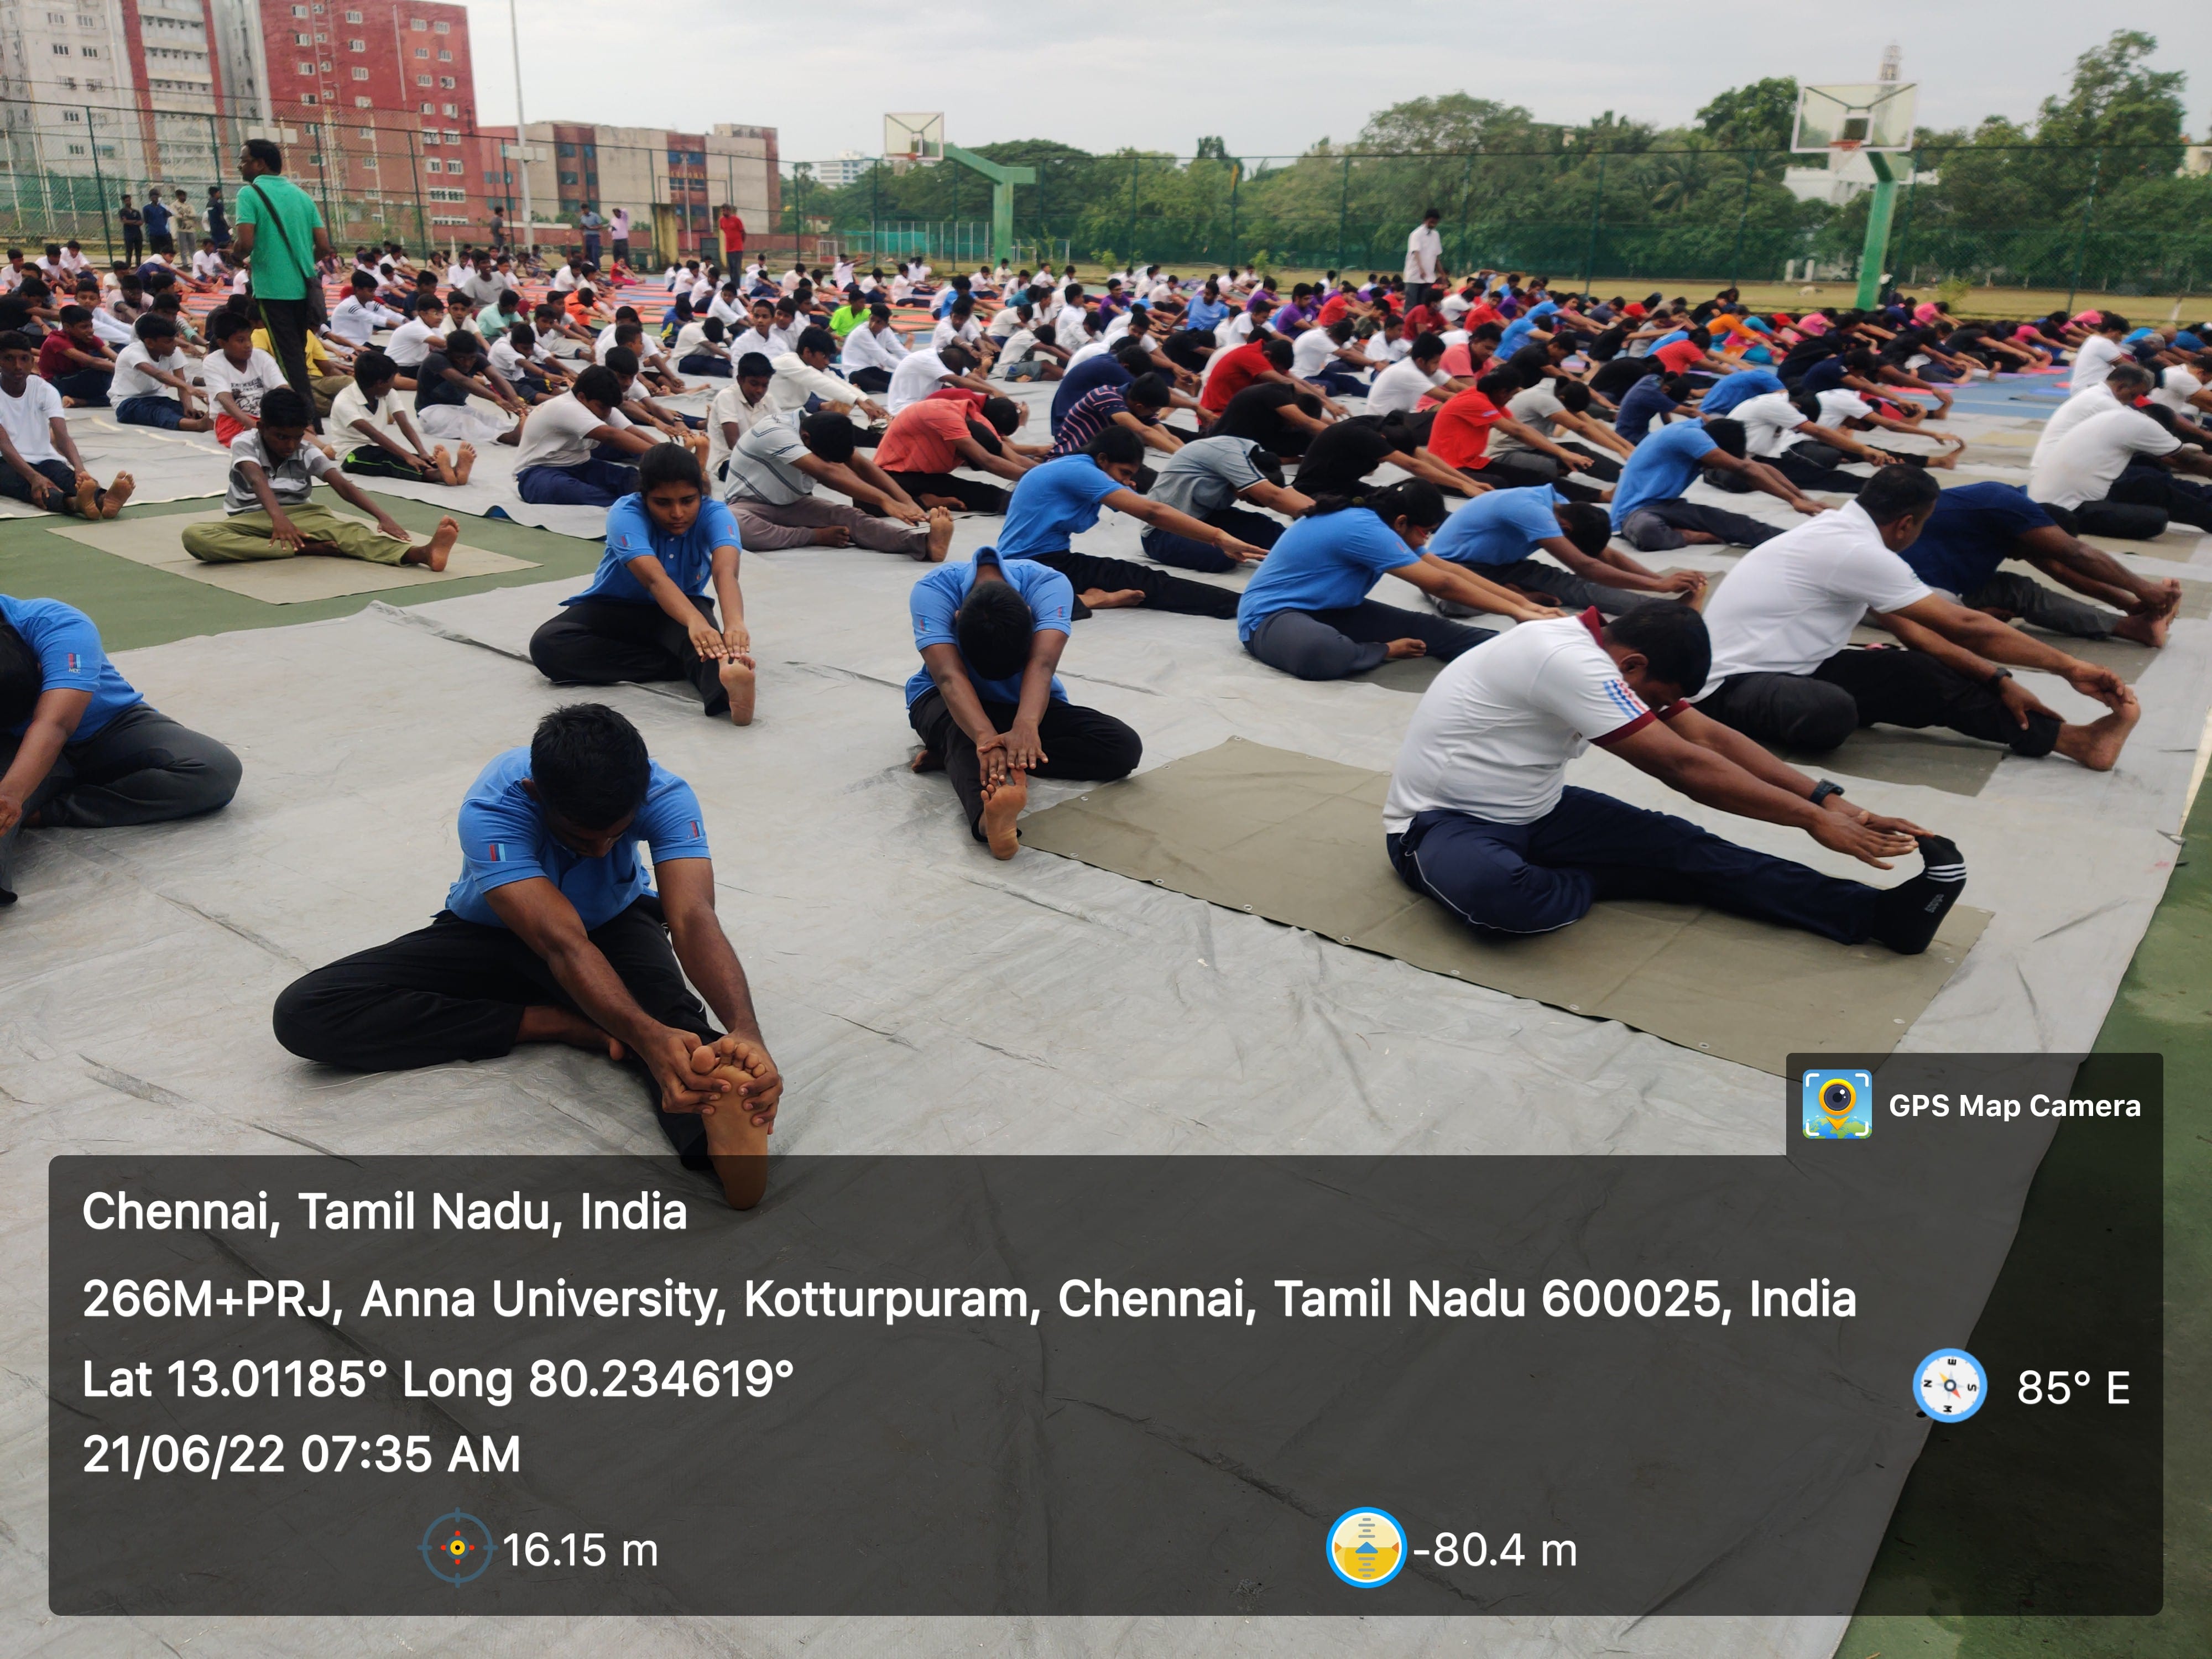 GPS Map Camera
Chennai, Tamil Nadu, India
266M+PRJ, Anna University, Kotturpuram, Chennai, Tamil Nadu 600025, India
Lat 13.01185° Long 80.234619°
85° E
21/06/22 07:35 AM
16.15 m
-80.4 m